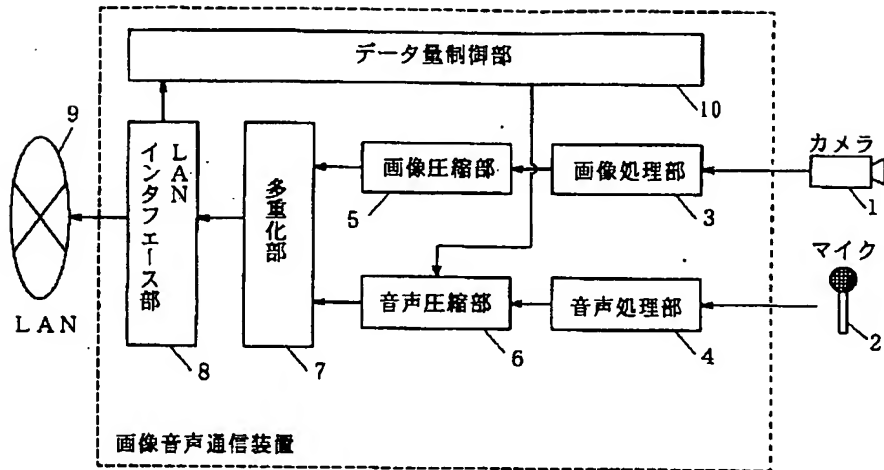 データ量制御部
10
9
LAN
インタフェース部
8
多重化部
7
画像圧縮部
5
画像処理部
3
カメラ
1
音声圧縮部
6
音声処理部
4
マイク
2
LAN
画像音声通信装置